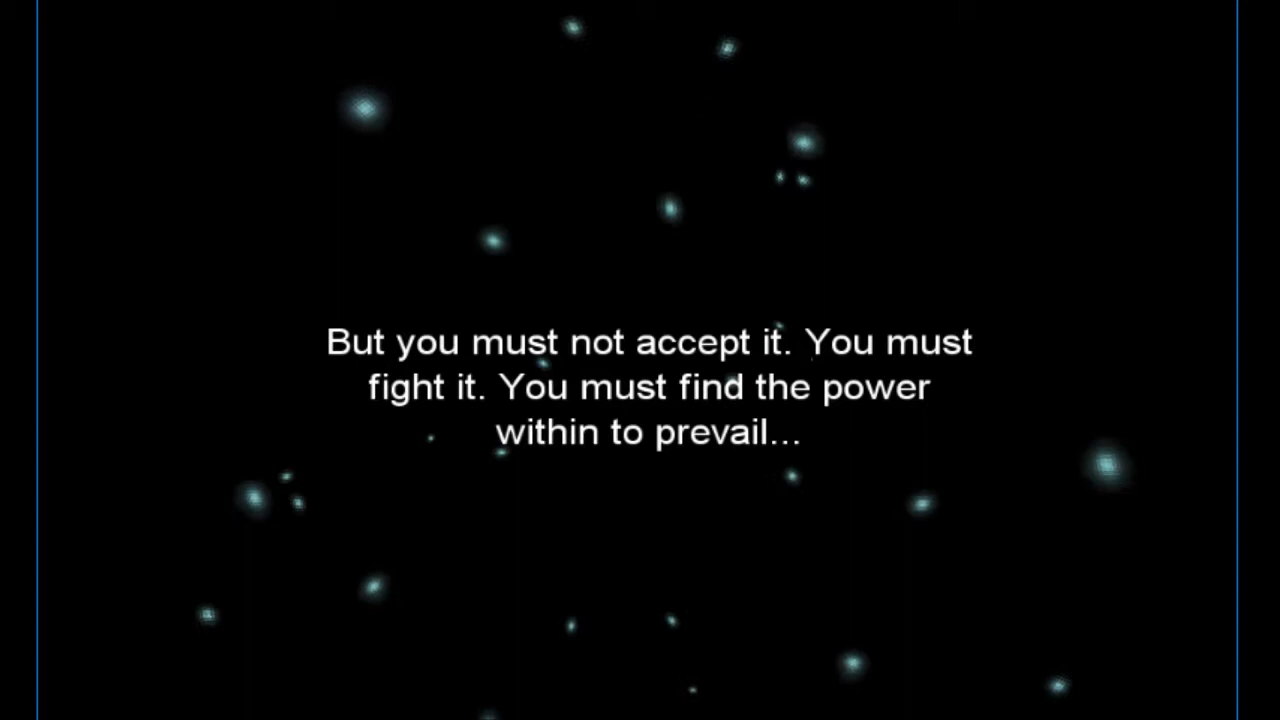 But you must not accept it. You must
fight it. You must find the power
within to prevail...